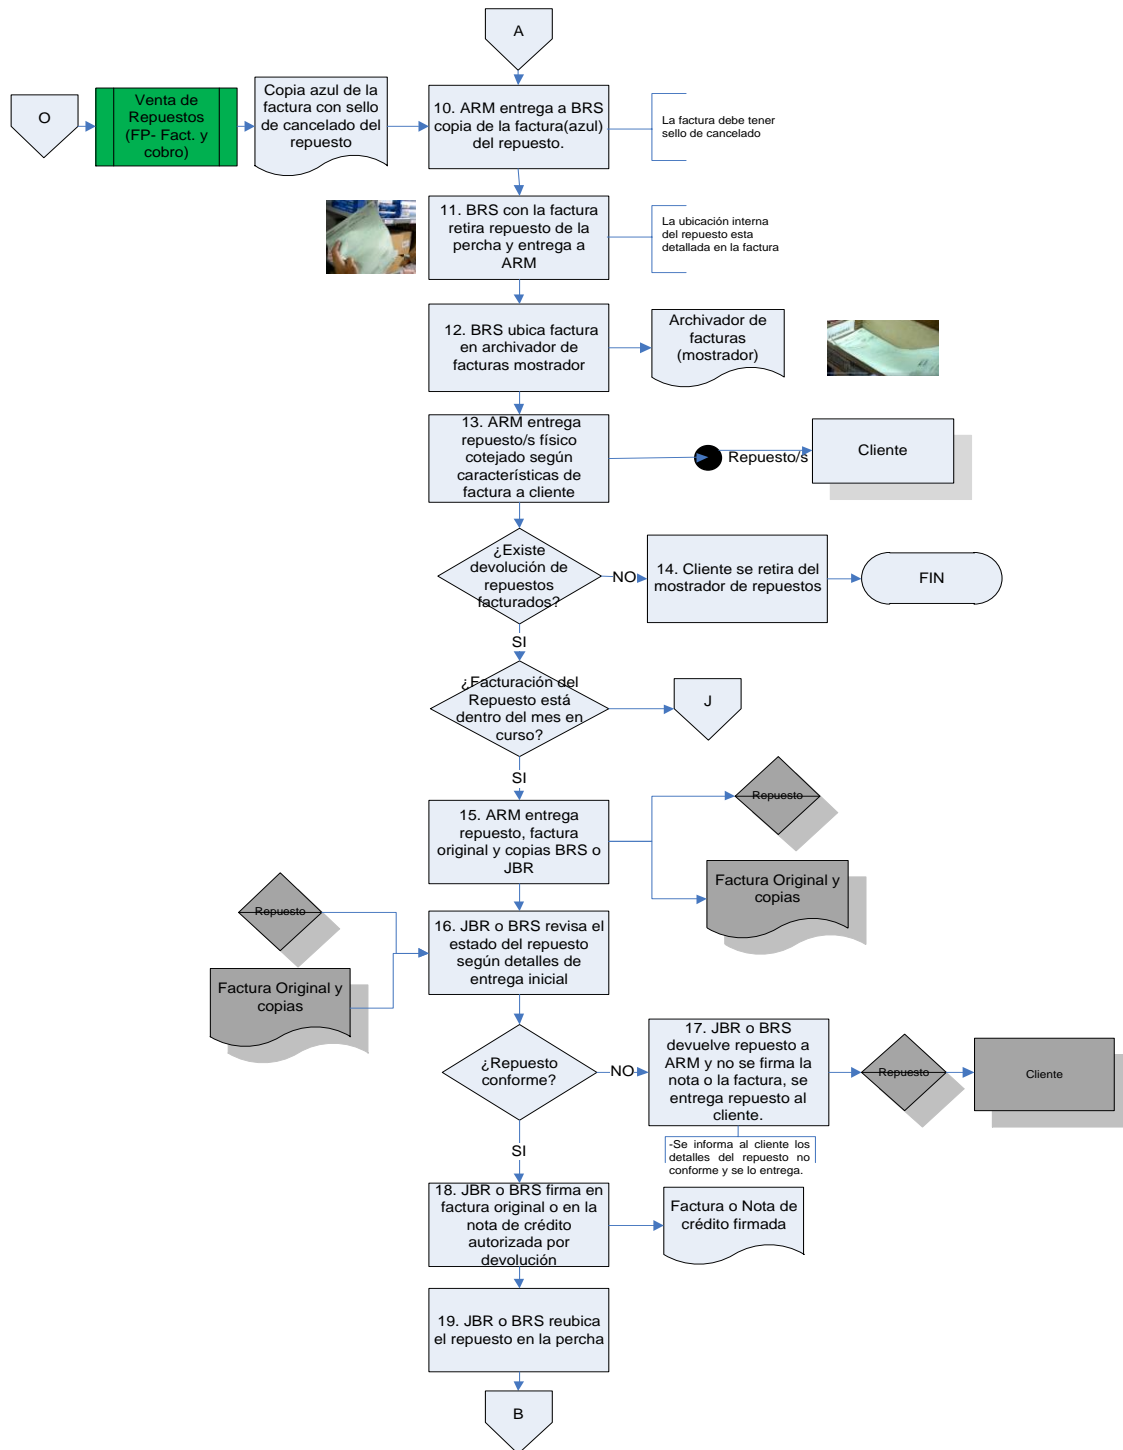 A
O
Venta de
Repuestos
(FP- Fact. y
cobro)
Copia azul de la
factura con sello
de cancelado del
repuesto
10. ARM entrega a BRS
copia de la factura(azul)
del repuesto.
La factura debe tener
sello de cancelado
11. BRS con la factura
retira repuesto de la
percha y entrega a
ARM
La ubicación interna
del repuesto esta
detallada en la factura
12. BRS ubica factura
en archivador de
facturas mostrador
Archivador de
facturas
(mostrador)
13. ARM entrega
repuesto/s físico
cotejado según
características de
factura a cliente
Repuesto/s
Cliente
¿Existe
devolución de
repuestos
facturados?
NO
14. Cliente se retira del
mostrador de repuestos
FIN
SI
¿Facturación del
Repuesto está
dentro del mes en
curso?
J
SI
15. ARM entrega
repuesto, factura
original y copias BRS o
JBR
Repuesto
Factura Original y
copias
Repuesto
Factura Original y
copias
16. JBR o BRS revisa el
estado del repuesto
según detalles de
entrega inicial
¿Repuesto
conforme?
NO
17. JBR o BRS
devuelve repuesto a
ARM y no se firma la
nota o la factura, se
entrega repuesto al
cliente.
Repuesto
Cliente
-Se informa al cliente los
detalles del repuesto no
conforme y se lo entrega.
SI
18. JBR o BRS firma en
factura original o en la
nota de crédito
autorizada por
devolución
Factura o Nota de
crédito firmada
19. JBR o BRS reubica
el repuesto en la percha
B